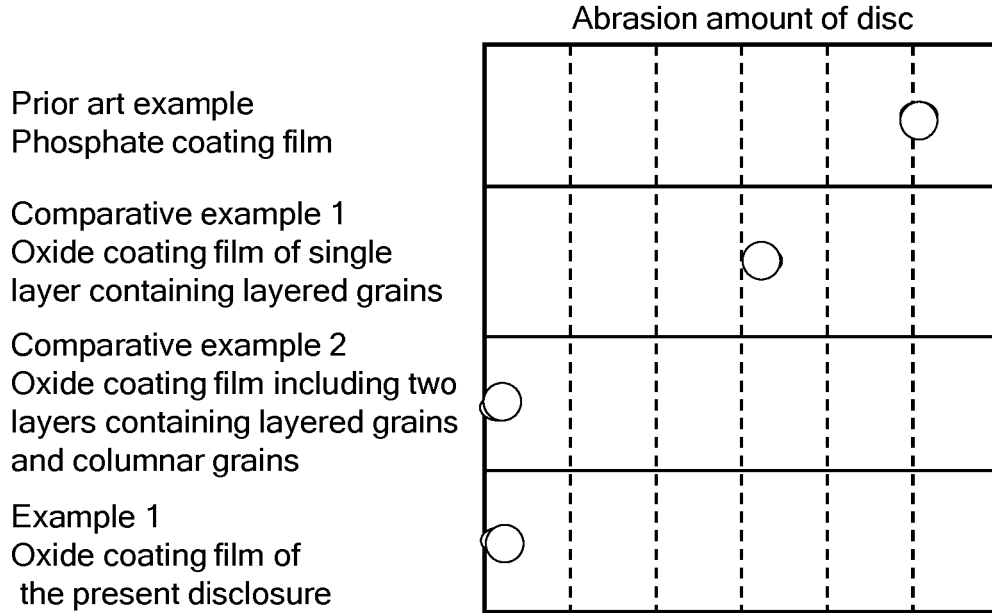 Abrasion amount of disc
Prior art example
Phosphate coating film
Comparative example 1
Oxide coating film of single
layer containing layered grains
Comparative example 2
Oxide coating film including two
layers containing layered grains
and columnar grains
Example 1
Oxide coating film of
the present disclosure